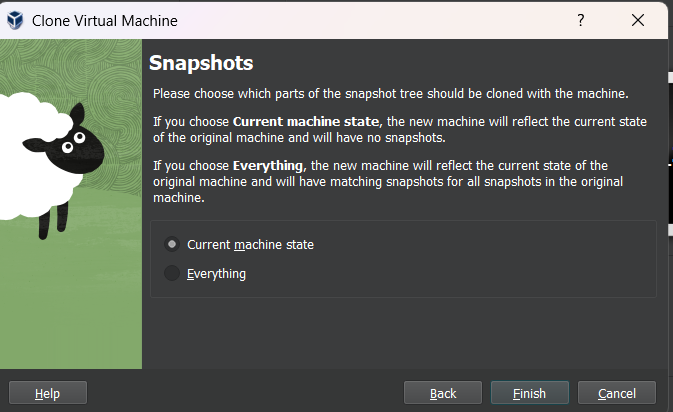 Clone Virtual Machine
?
Snapshots
Please choose which parts of the snapshot tree should be cloned with the machine.
If you choose Current machine state, the new machine will reflect the current state
of the original machine and will have no snapshots.
If you choose Everything, the new machine will reflect the current state of the
original machine and will have matching snapshots for all snapshots in the original
machine.
Current machine state
Everything
Help
Back
Finish
Cancel